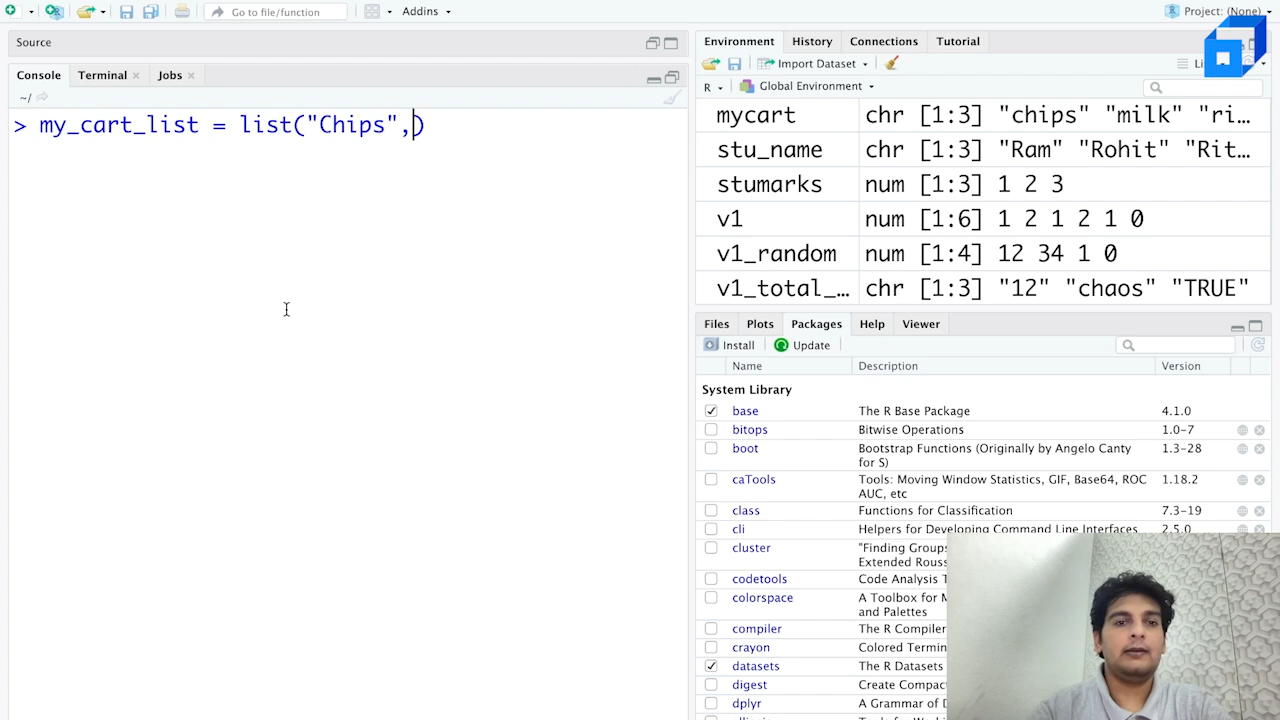 Go to file/function
Addins
Project: (None)
Source
Console Terminal Jobs
~/
> my_cart_list = list("Chips",)
Environment History Connections Tutorial
Import Dataset
R Global Environment
mycart chr [1:3] "chips" "milk" "ri…
stu_name chr [1:3] "Ram" "Rohit" "Rit…
stumarks num [1:3] 1 2 3
v1 num [1:6] 1 2 1 2 1 0
v1_random num [1:4] 12 34 1 0
v1_total_… chr [1:3] "12" "chaos" "TRUE"
Files Plots Packages Help Viewer
Install Update
Name Description Version
System Library
base The R Base Package 4.1.0
bitops Bitwise Operations 1.0-7
boot Bootstrap Functions (Originally by Angelo Canty 1.3-28
for S)
caTools Tools: Moving Window Statistics, GIF, Base64, ROC 1.18.2
AUC, etc
class Functions for Classification 7.3-19
cli Helpers for Developing Command Line Interfaces 2.5.0
cluster "Finding Groups
Extended Rouss
codetools Code Analysis T
colorspace A Toolbox for M
and Palettes
compiler The R Compiler
crayon Colored Termin
datasets The R Datasets
digest Create Compac
dplyr A Grammar of D